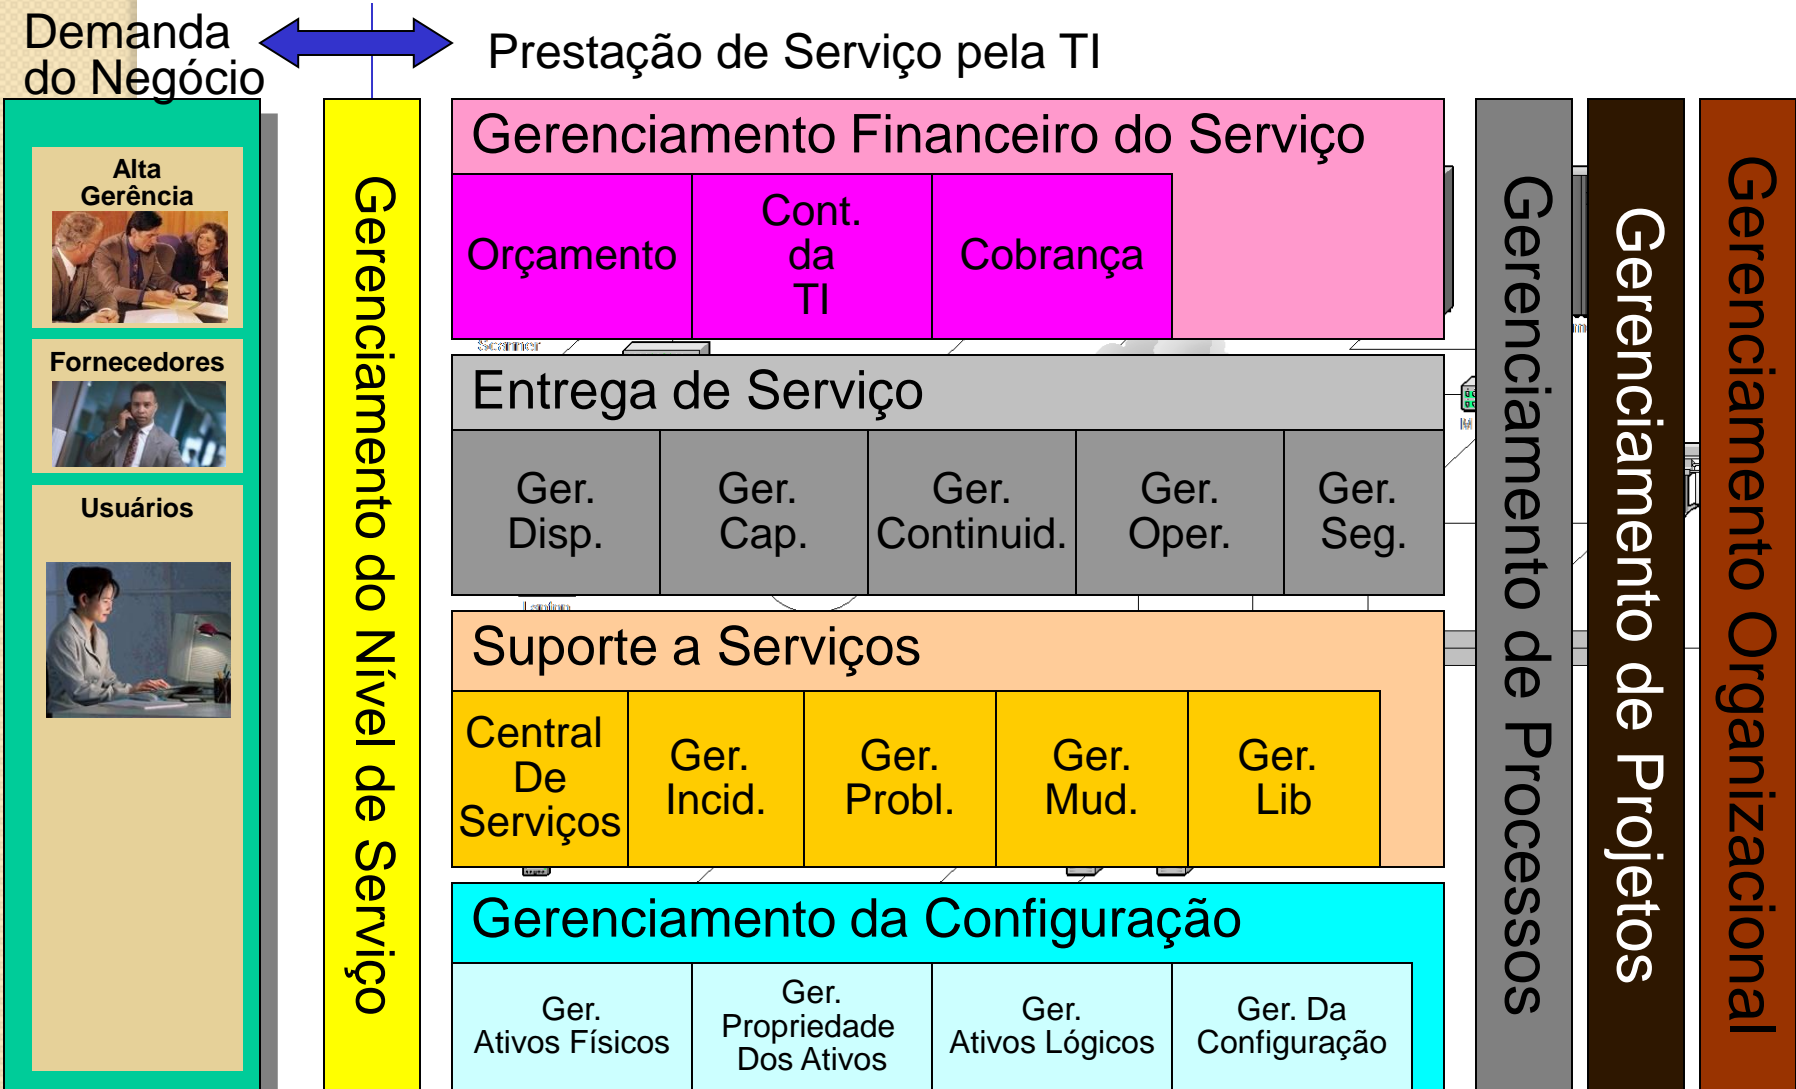 Demanda
do Negócio
Prestação de Serviço pela TI
Alta
Gerência
Fornecedores
Usuários
Gerenciamento do Nível de Serviço
Gerenciamento Financeiro do Serviço
Orçamento
Cont.
da
TI
Cobrança
Scanner
Entrega de Serviço
Ger.
Disp.
Ger.
Cap.
Ger.
Continuid.
Ger.
Oper.
Ger.
Seg.
Laptop
Suporte a Serviços
Central
De
Serviços
Ger.
Incid.
Ger.
Probl.
Ger.
Mud.
Ger.
Lib
Gerenciamento da Configuração
Ger.
Ativos Físicos
Ger.
Propriedade
Dos Ativos
Ger.
Ativos Lógicos
Ger. Da
Configuração
Gerenciamento de Processos
Gerenciamento de Projetos
Gerenciamento Organizacional